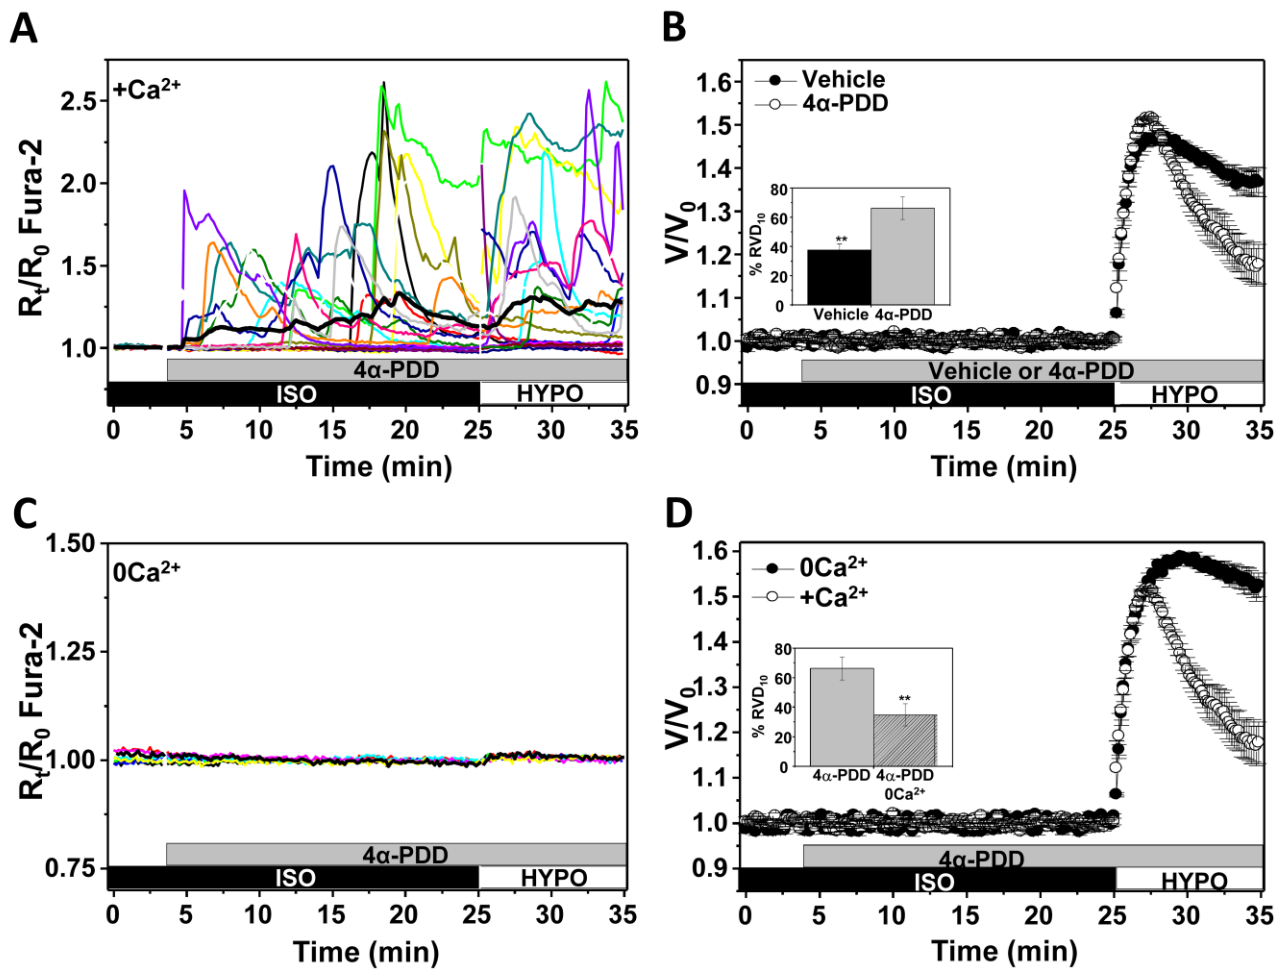 A
+Ca²⁺
Rₜ/R₀ Fura-2
2.5
2.0
1.5
1.0
4α-PDD
ISO HYPO
0 5 10 15 20 25 30 35
Time (min)
B
Vehicle
4α-PDD
V/V₀
1.6
1.5
1.4
1.3
1.2
1.1
1.0
0.9
% RVD₁₀
80
60
40
20
0
**
Vehicle 4α-PDD
Vehicle or 4α-PDD
ISO HYPO
0 5 10 15 20 25 30 35
Time (min)
C
0Ca²⁺
Rₜ/R₀ Fura-2
1.50
1.25
1.00
0.75
4α-PDD
ISO HYPO
0 5 10 15 20 25 30 35
Time (min)
D
0Ca²⁺
+Ca²⁺
V/V₀
1.6
1.5
1.4
1.3
1.2
1.1
1.0
0.9
% RVD₁₀
80
60
40
20
0
**
4α-PDD 4α-PDD
0Ca²⁺
4α-PDD
ISO HYPO
0 5 10 15 20 25 30 35
Time (min)